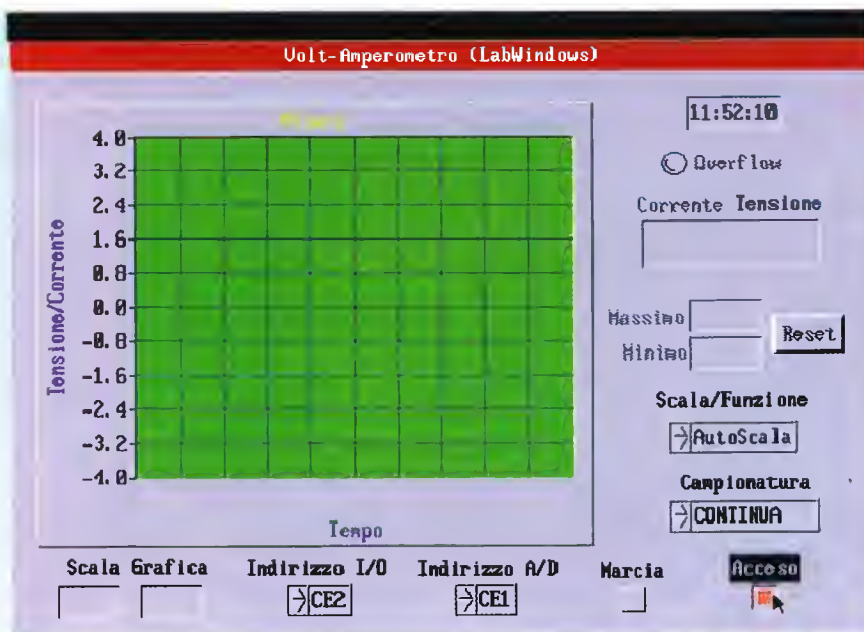 Volt-Amperometro (LabWindows)
11:52:10
Overflow
Corrente Tensione
4.0
3.2
2.4
1.6
0.8
0.0
-0.8
-1.6
-2.4
-3.2
-4.0
Tensione/Corrente
Tempo
Massimo
Minimo
Reset
Scala/Funzione
AutoScala
Campionatura
CONTINUA
Scala Grafica
Indirizzo I/O
CE2
Indirizzo A/D
CE1
Marcia
Acceso